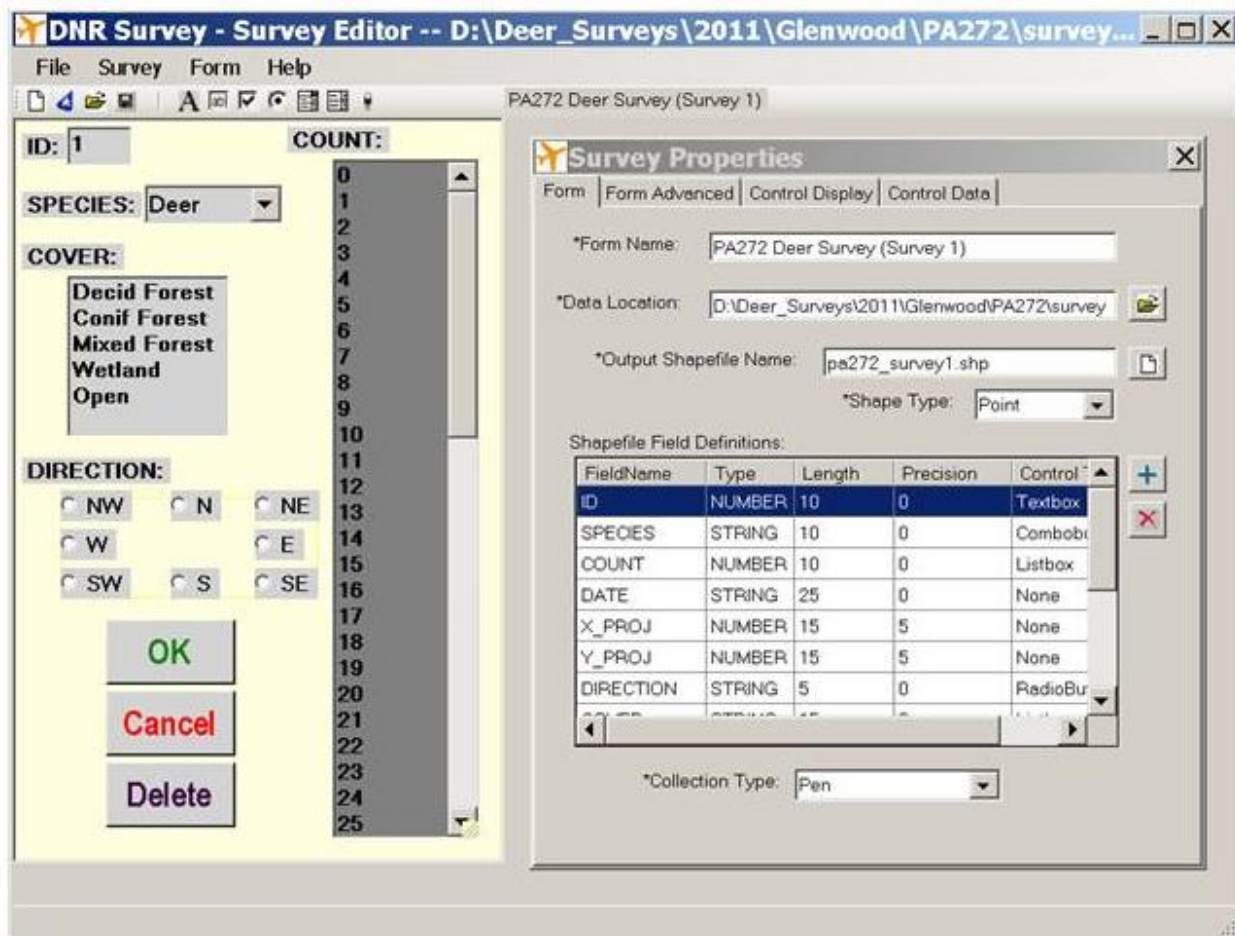 DNR Survey - Survey Editor -- D:\Deer_Surveys\2011\Glenwood\PA272\survey...
File Survey Form Help
A
PA272 Deer Survey (Survey 1)
ID: 1
SPECIES: Deer
COVER:
Decid Forest
Conif Forest
Mixed Forest
Wetland
Open
DIRECTION:
NW N NE
W E
SW S SE
OK
Cancel
Delete
COUNT:
0
1
2
3
4
5
6
7
8
9
10
11
12
13
14
15
16
17
18
19
20
21
22
23
24
25
Survey Properties
Form Form Advanced Control Display Control Data
*Form Name: PA272 Deer Survey (Survey 1)
*Data Location: D:\Deer_Surveys\2011\Glenwood\PA272\survey
*Output Shapefile Name: pa272_survey1.shp
*Shape Type: Point
Shapefile Field Definitions:
FieldName Type Length Precision Control
ID NUMBER 10 0 Textbox
SPECIES STRING 10 0
COUNT NUMBER 10 0 Listbox
DATE STRING 25 0 None
X_PROJ NUMBER 15 5 None
Y_PROJ NUMBER 15 5 None
DIRECTION STRING 5 0
*Collection Type: Pen